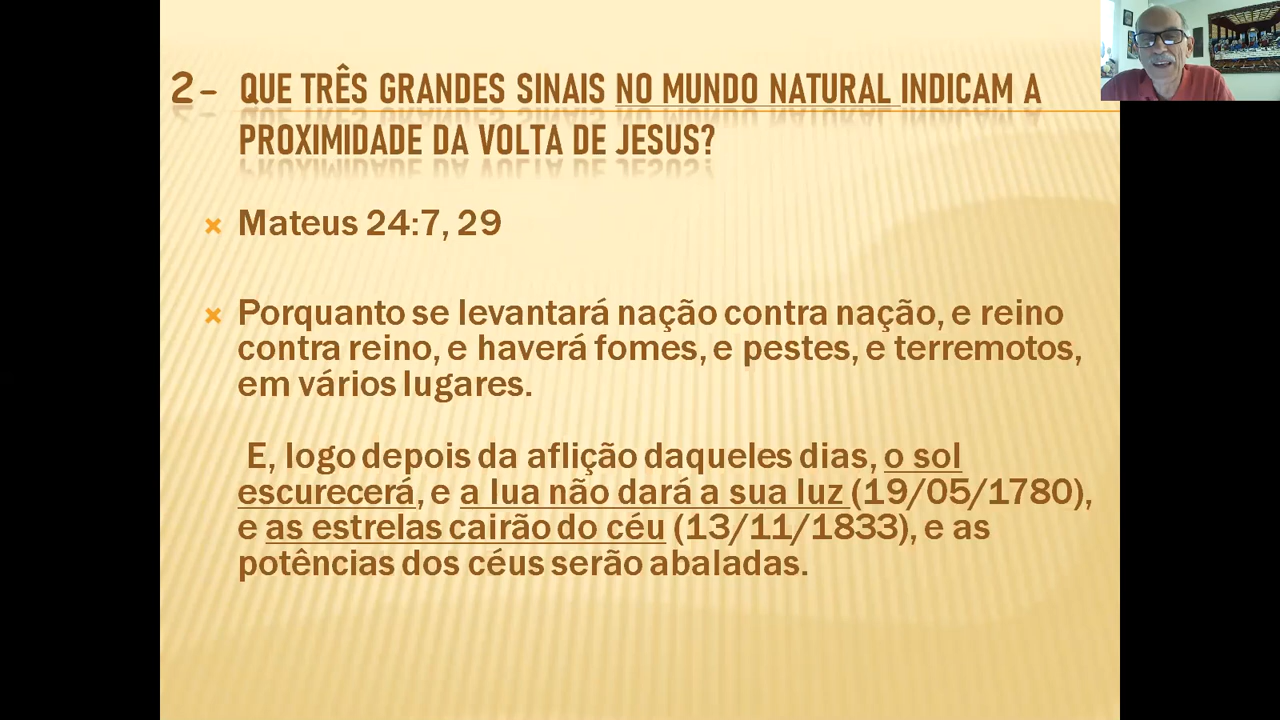 2- QUE TRÊS GRANDES SINAIS NO MUNDO NATURAL INDICAM A
PROXIMIDADE DA VOLTA DE JESUS?
Mateus 24:7, 29
Porquanto se levantará nação contra nação, e reino
contra reino, e haverá fomes, e pestes, e terremotos,
em vários lugares.
E, logo depois da aflição daqueles dias, o sol
escurecerá, e a lua não dará a sua luz (19/05/1780),
e as estrelas cairão do céu (13/11/1833), e as
potências dos céus serão abaladas.